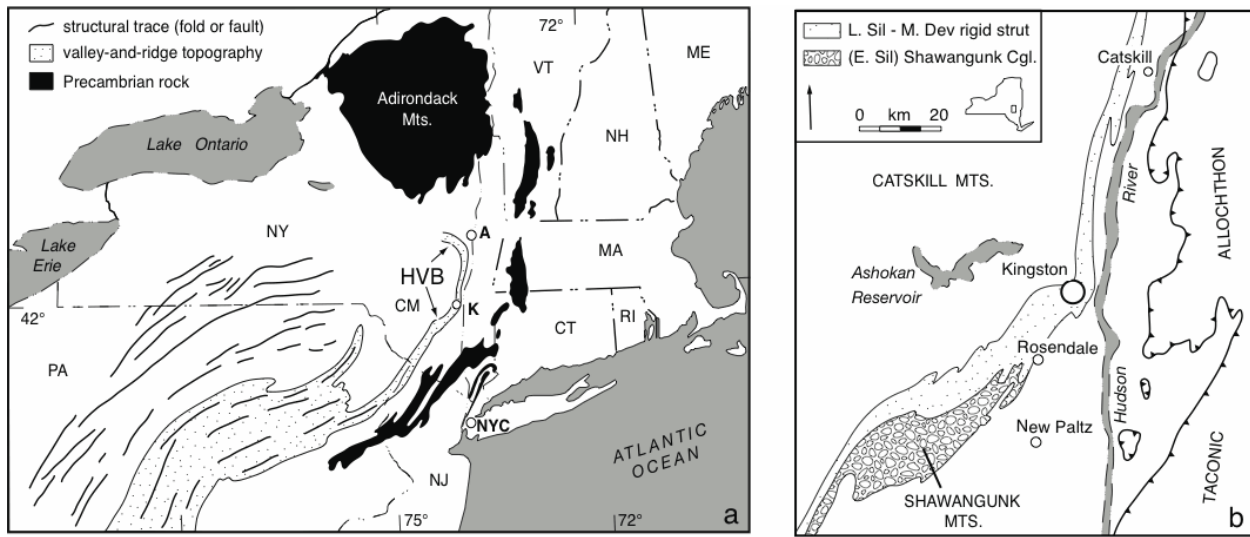 structural trace (fold or fault)
valley-and-ridge topography
Precambrian rock
72°
ME
VT
Adirondack
Mts.
NH
Lake Ontario
NY
A
MA
Lake
Erie
HVB
CM
K
42°
CT
RI
PA
NYC
ATLANTIC
OCEAN
NJ
75°
72°
a
L. Sil - M. Dev rigid strut
(E. Sil) Shawangunk Cgl.
0 km 20
Catskill
CATSKILL MTS.
River
ALLOCHTHON
Kingston
Ashokan
Reservoir
Rosendale
Hudson
New Paltz
SHAWANGUNK
MTS.
TACONIC
b